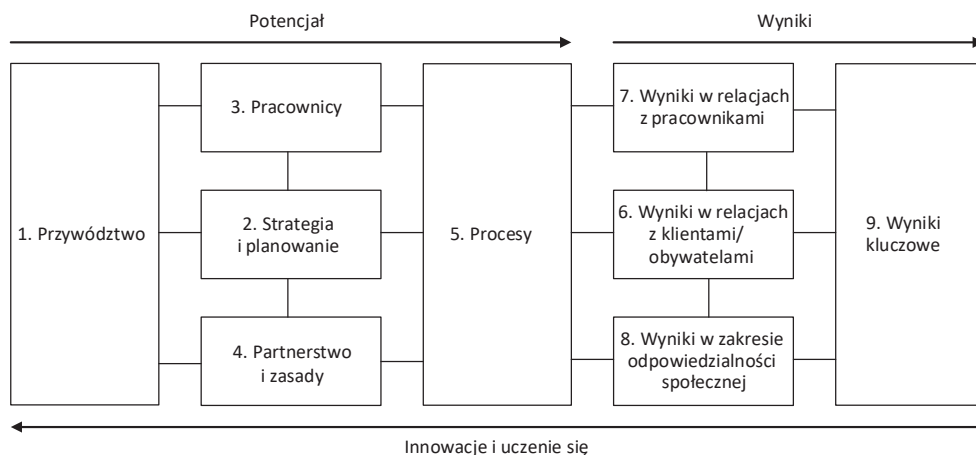 Potencjał
Wyniki
1. Przywództwo
3. Pracownicy
2. Strategia
i planowanie
4. Partnerstwo
i zasady
5. Procesy
7. Wyniki w relacjach
z pracownikami
6. Wyniki w relacjach
z klientami/
obywatelami
8. Wyniki w zakresie
odpowiedzialności
społecznej
9. Wyniki
kluczowe
Innowacje i uczenie się